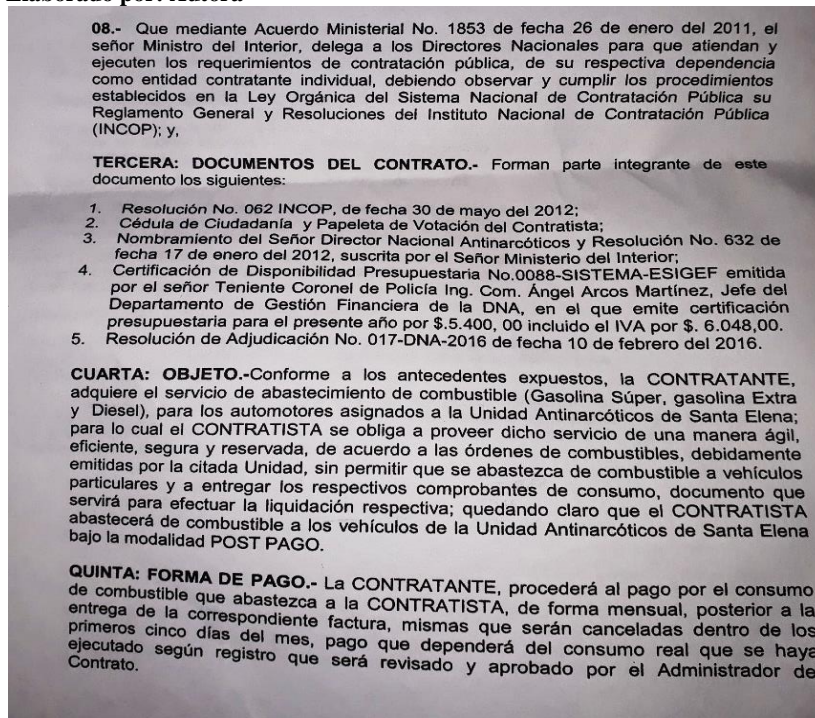 08.- Que mediante Acuerdo Ministerial No. 1853 de fecha 26 de enero del 2011, el
señor Ministro del Interior, delega a los Directores Nacionales para que atiendan y
ejecuten los requerimientos de contratación pública, de su respectiva dependencia
como entidad contratante individual, debiendo observar y cumplir los procedimientos
establecidos en la Ley Orgánica del Sistema Nacional de Contratación Pública su
Reglamento General y Resoluciones del Instituto Nacional de Contratación Pública
(INCOP); y,
TERCERA: DOCUMENTOS DEL CONTRATO.- Forman parte integrante de este
documento los siguientes:
1. Resolución No. 062 INCOP, de fecha 30 de mayo del 2012;
2. Cédula de Ciudadanía y Papeleta de Votación del Contratista;
3. Nombramiento del Señor Director Nacional Antinarcóticos y Resolución No. 632 de
fecha 17 de enero del 2012, suscrita por el Señor Ministerio del Interior;
4. Certificación de Disponibilidad Presupuestaria No.0088-SISTEMA-ESIGEF emitida
por el señor Teniente Coronel de Policía Ing. Com. Ángel Arcos Martínez, Jefe del
Departamento de Gestión Financiera de la DNA, en el que emite certificación
presupuestaria para el presente año por $.5.400, 00 incluido el IVA por $. 6.048,00.
5. Resolución de Adjudicación No. 017-DNA-2016 de fecha 10 de febrero del 2016.
CUARTA: OBJETO.-Conforme a los antecedentes expuestos, la CONTRATANTE,
adquiere el servicio de abastecimiento de combustible (Gasolina Súper, gasolina Extra
y Diesel), para los automotores asignados a la Unidad Antinarcóticos de Santa Elena;
para lo cual el CONTRATISTA se obliga a proveer dicho servicio de una manera ágil,
eficiente, segura y reservada, de acuerdo a las órdenes de combustibles, debidamente
emitidas por la citada Unidad, sin permitir que se abastezca de combustible a vehículos
particulares y a entregar los respectivos comprobantes de consumo, documento que
servirá para efectuar la liquidación respectiva; quedando claro que el CONTRATISTA
abastecerá de combustible a los vehículos de la Unidad Antinarcóticos de Santa Elena
bajo la modalidad POST PAGO.
QUINTA: FORMA DE PAGO.- La CONTRATANTE, procederá al pago por el consumo
de combustible que abastezca a la CONTRATISTA, de forma mensual, posterior a la
entrega de la correspondiente factura, mismas que serán canceladas dentro de los
primeros cinco días del mes, pago que dependerá del consumo real que se haya
ejecutado según registro que será revisado y aprobado por el Administrador de
Contrato.